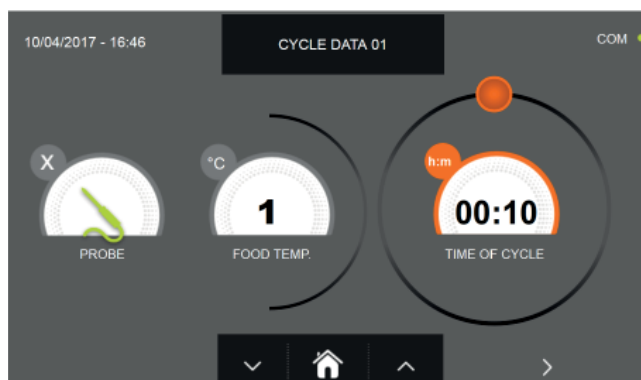 10/04/2017 - 16:46
CYCLE DATA 01
COM
X
PROBE
°C
1
FOOD TEMP.
h:m
00:10
TIME OF CYCLE